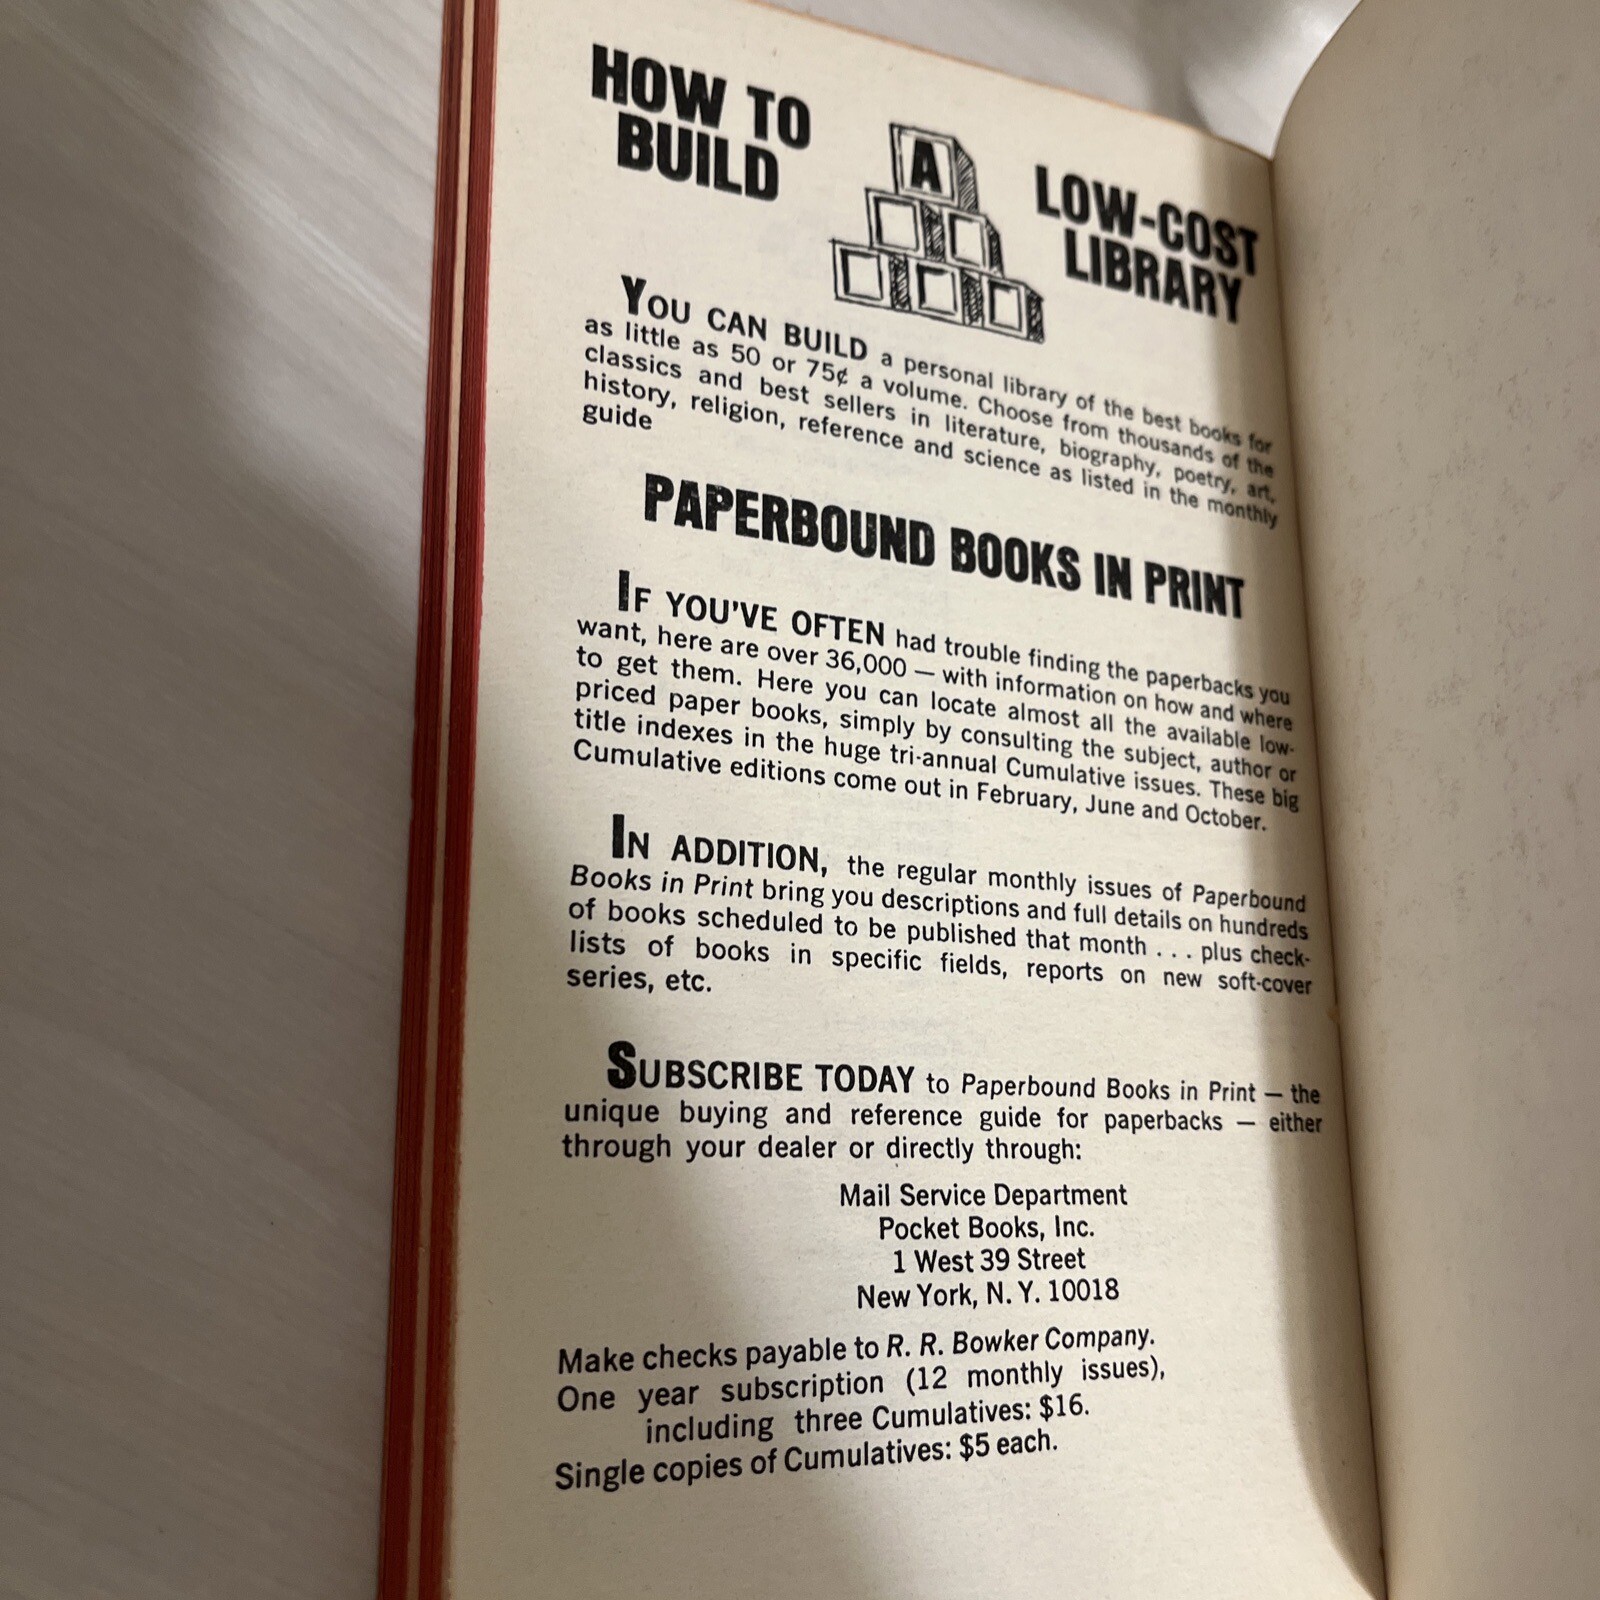 HOW TO
BUILD
A
LOW-COST
LIBRARY
YOU CAN BUILD a personal library of the best books for
as little as 50 or 75¢ a volume. Choose from thousands of the
classics and best sellers in literature, biography, poetry, art,
history, religion, reference and science as listed in the monthly
guide
PAPERBOUND BOOKS IN PRINT
IF YOU'VE OFTEN had trouble finding the paperbacks you
want, here are over 36,000 — with information on how and where
to get them. Here you can locate almost all the available low-
priced paper books, simply by consulting the subject, author or
title indexes in the huge tri-annual Cumulative issues. These big
Cumulative editions come out in February, June and October.
IN ADDITION, the regular monthly issues of Paperbound
Books in Print bring you descriptions and full details on hundreds
of books scheduled to be published that month . . . plus check-
lists of books in specific fields, reports on new soft-cover
series, etc.
SUBSCRIBE TODAY to Paperbound Books in Print — the
unique buying and reference guide for paperbacks — either
through your dealer or directly through:
Mail Service Department
Pocket Books, Inc.
1 West 39 Street
New York, N. Y. 10018
Make checks payable to R. R. Bowker Company.
One year subscription (12 monthly issues),
including three Cumulatives: $16.
Single copies of Cumulatives: $5 each.